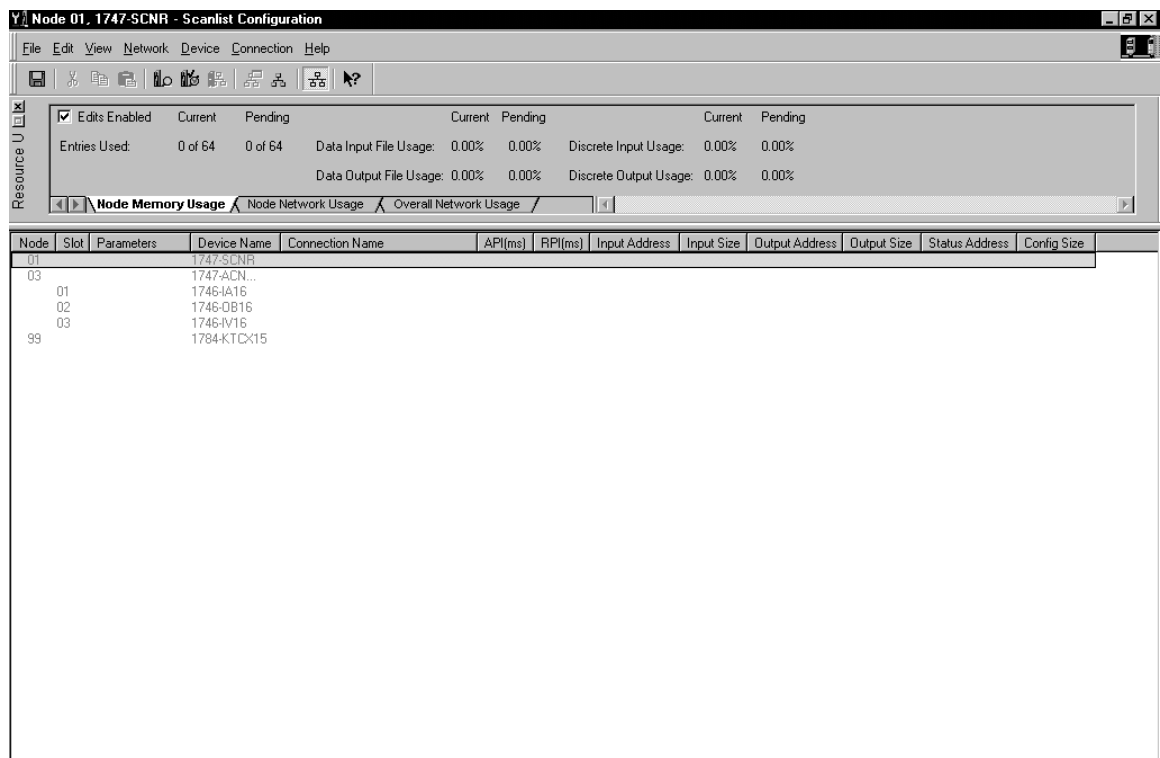 Node 01, 1747-SCNR - Scanlist Configuration
File Edit View Network Device Connection Help
Resource U
Edits Enabled Current Pending Current Pending Current Pending
Entries Used: 0 of 64 0 of 64 Data Input File Usage: 0.00% 0.00% Discrete Input Usage: 0.00% 0.00%
Data Output File Usage: 0.00% 0.00% Discrete Output Usage: 0.00% 0.00%
Node Memory Usage Node Network Usage Overall Network Usage
Node Slot Parameters Device Name Connection Name API(ms) RPI(ms) Input Address Input Size Output Address Output Size Status Address Config Size
01 1747-SCNR
03 1747-ACN...
01 1746-IA16
02 1746-OB16
03 1746-IV16
99 1784-KTCX15